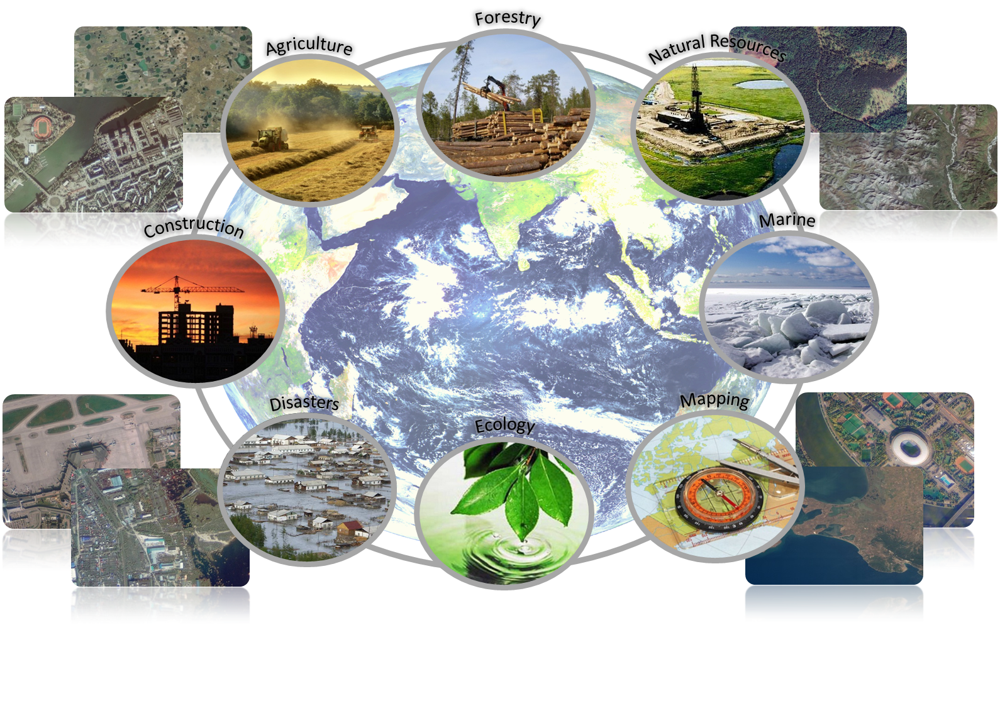 Forestry
Agriculture
Natural Resources
Construction
Marine
Disasters
Mapping
Ecology